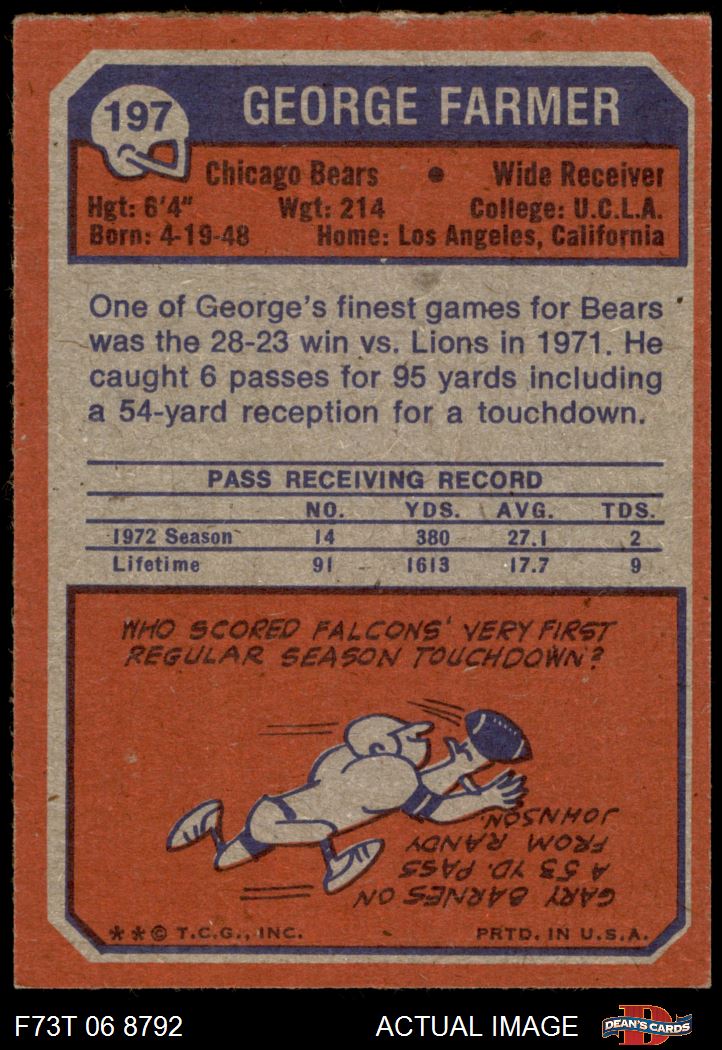 197
GEORGE FARMER
Chicago Bears • Wide Receiver
Hgt: 6'4" Wgt: 214 College: U.C.L.A.
Born: 4-19-48 Home: Los Angeles, California
One of George's finest games for Bears
was the 28-23 win vs. Lions in 1971. He
caught 6 passes for 95 yards including
a 54-yard reception for a touchdown.
PASS RECEIVING RECORD
NO. YDS. AVG. TDS.
1972 Season 14 380 27.1 2
Lifetime 91 1613 17.7 9
WHO SCORED FALCONS' VERY FIRST
REGULAR SEASON TOUCHDOWN?
GARY BARNES ON
A 53 YD. PASS
FROM RANDY
JOHNSON.
**© T.C.G., INC. PRTD. IN U.S.A.
F73T 06 8792 ACTUAL IMAGE
D
DEAN'S CARDS